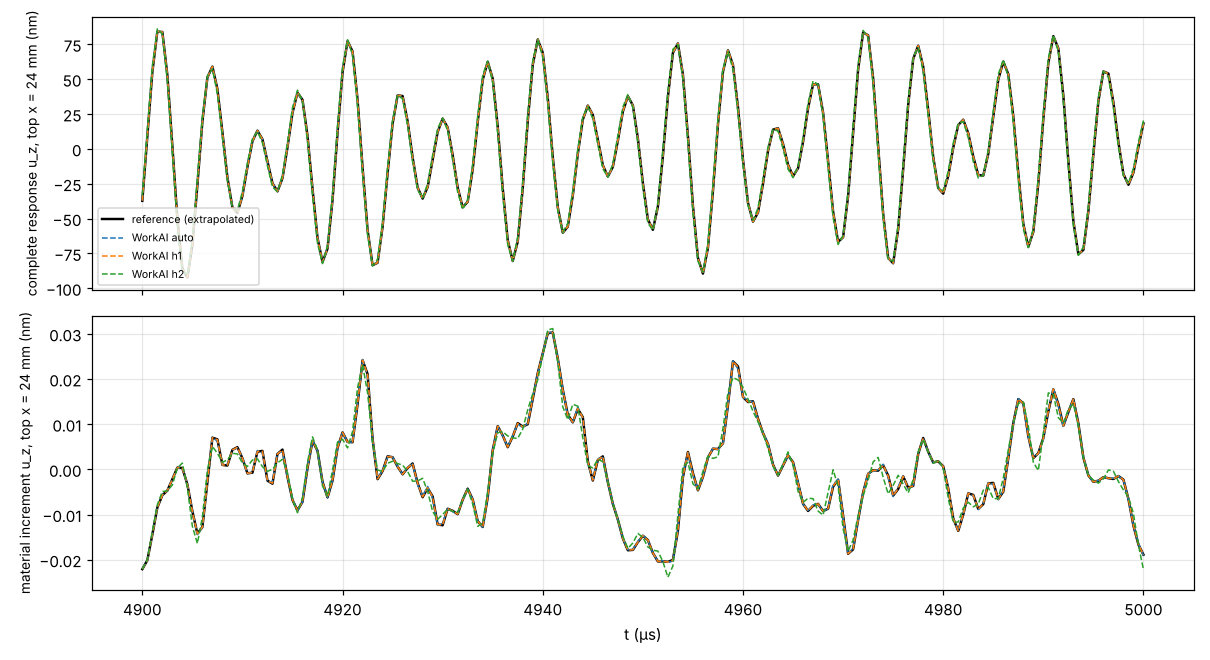 complete response u_z, top x = 24 mm (nm)
75
50
25
0
−25
−50
−75
−100
reference (extrapolated)
WorkAI auto
WorkAI h1
WorkAI h2
material increment u_z, top x = 24 mm (nm)
0.03
0.02
0.01
0.00
−0.01
−0.02
4900 4920 4940 4960 4980 5000
t (μs)